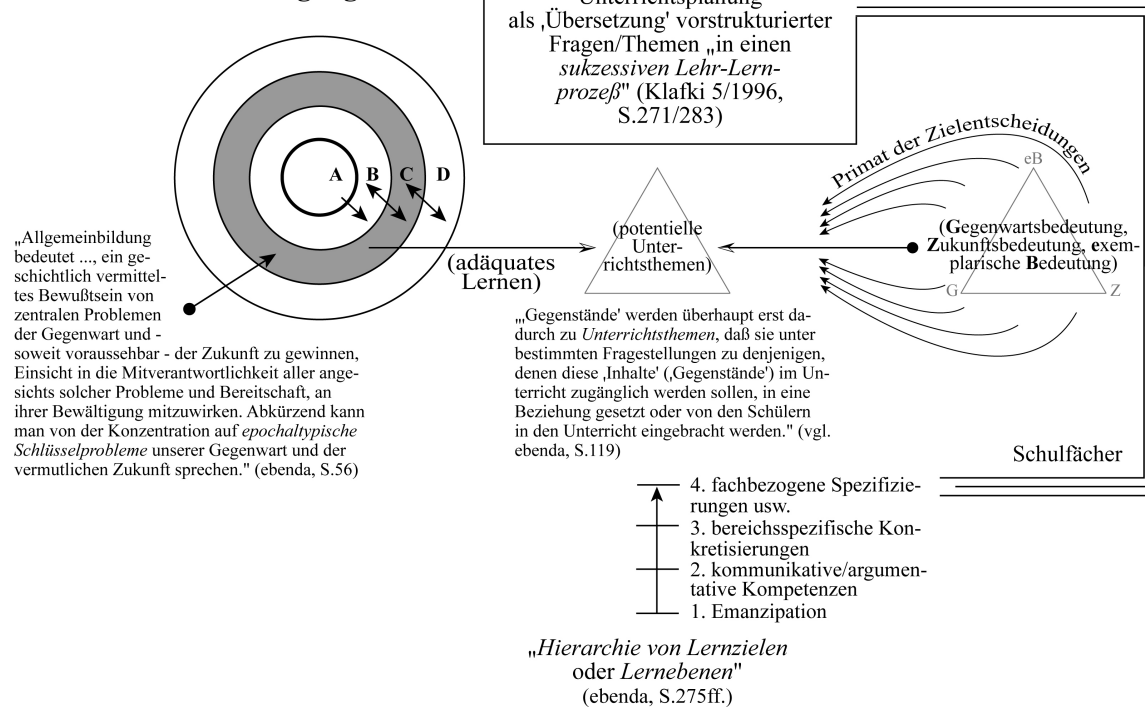 als ‚Übersetzung' vorstrukturierter
Fragen/Themen „in einen
sukzessiven Lehr-Lern-
prozeß" (Klafki 5/1996,
S.271/283)
A B C D
Primat der Zielentscheidungen
eB
(Gegenwartsbedeutung,
Zukunftsbedeutung, exem-
plarische Bedeutung)
G Z
(potentielle
Unter-
richtsthemen)
(adäquates
Lernen)
„Allgemeinbildung
bedeutet ..., ein ge-
schichtlich vermittel-
tes Bewußtsein von
zentralen Problemen
der Gegenwart und -
soweit voraussehbar - der Zukunft zu gewinnen,
Einsicht in die Mitverantwortlichkeit aller ange-
sichts solcher Probleme und Bereitschaft, an
ihrer Bewältigung mitzuwirken. Abkürzend kann
man von der Konzentration auf epochaltypische
Schlüsselprobleme unserer Gegenwart und der
vermutlichen Zukunft sprechen." (ebenda, S.56)
„‚Gegenstände' werden überhaupt erst da-
durch zu Unterrichtsthemen, daß sie unter
bestimmten Fragestellungen zu denjenigen,
denen diese ‚Inhalte' (‚Gegenstände') im Un-
terricht zugänglich werden sollen, in eine
Beziehung gesetzt oder von den Schülern
in den Unterricht eingebracht werden." (vgl.
ebenda, S.119)
Schulfächer
4. fachbezogene Spezifizie-
rungen usw.
3. bereichsspezifische Kon-
kretisierungen
2. kommunikative/argumen-
tative Kompetenzen
1. Emanzipation
„Hierarchie von Lernzielen
oder Lernebenen"
(ebenda, S.275ff.)